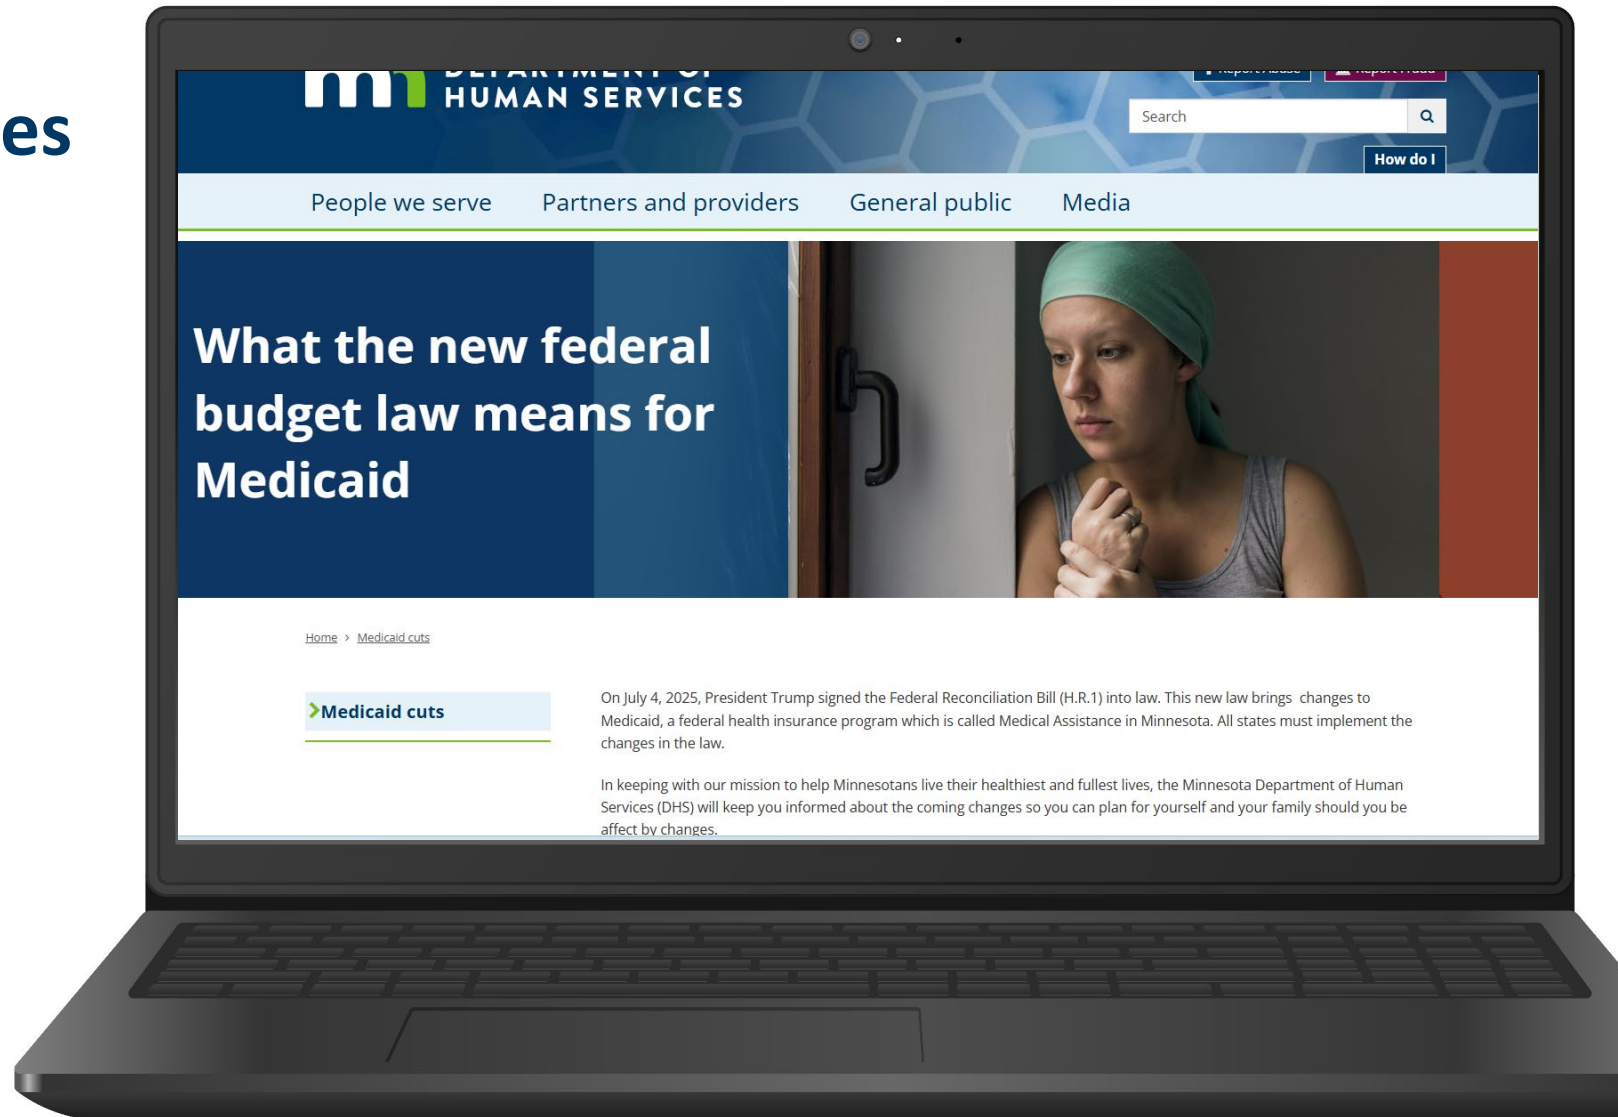 es
DEPARTMENT OF
HUMAN SERVICES
Report Abuse
Report Fraud
Search
How do I
People we serve Partners and providers General public Media
What the new federal
budget law means for
Medicaid
Home > Medicaid cuts
Medicaid cuts
On July 4, 2025, President Trump signed the Federal Reconciliation Bill (H.R.1) into law. This new law brings changes to
Medicaid, a federal health insurance program which is called Medical Assistance in Minnesota. All states must implement the
changes in the law.
In keeping with our mission to help Minnesotans live their healthiest and fullest lives, the Minnesota Department of Human
Services (DHS) will keep you informed about the coming changes so you can plan for yourself and your family should you be
affect by changes.